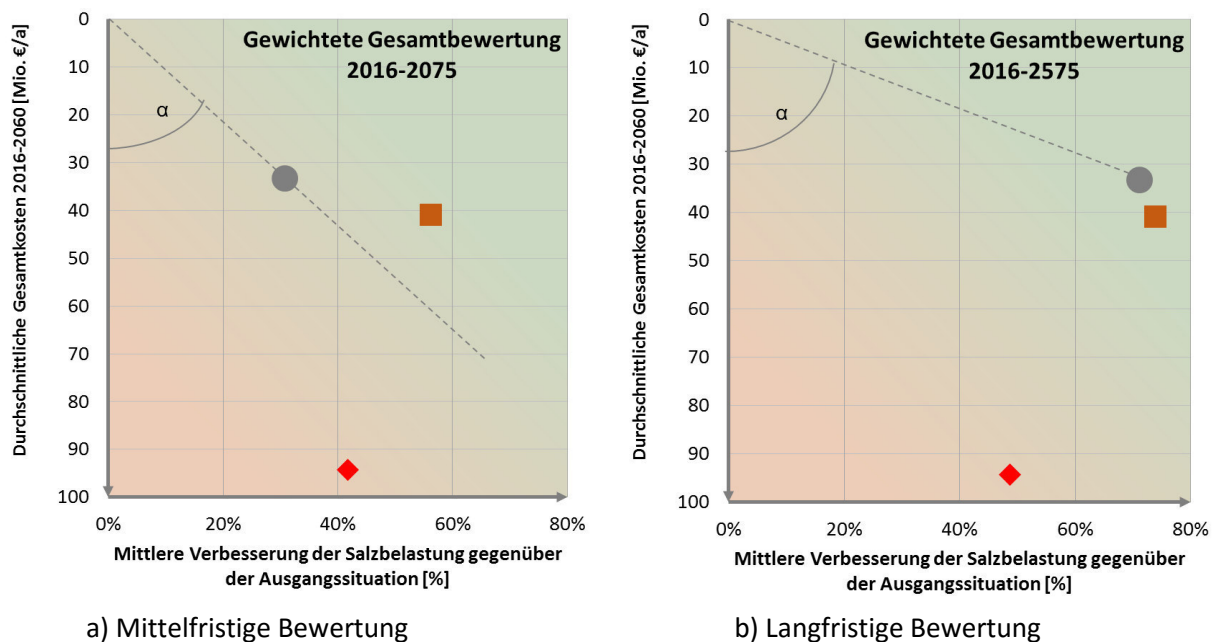 Gewichtete Gesamtbewertung
2016-2075
Durchschnittliche Gesamtkosten 2016-2060 [Mio. €/a]
0
10
20
30
40
50
60
70
80
90
100
α
0%
20%
40%
60%
80%
Mittlere Verbesserung der Salzbelastung gegenüber
der Ausgangssituation [%]
a) Mittelfristige Bewertung
Gewichtete Gesamtbewertung
2016-2575
Durchschnittliche Gesamtkosten 2016-2060 [Mio. €/a]
0
10
20
30
40
50
60
70
80
90
100
α
0%
20%
40%
60%
80%
Mittlere Verbesserung der Salzbelastung gegenüber
der Ausgangssituation [%]
b) Langfristige Bewertung